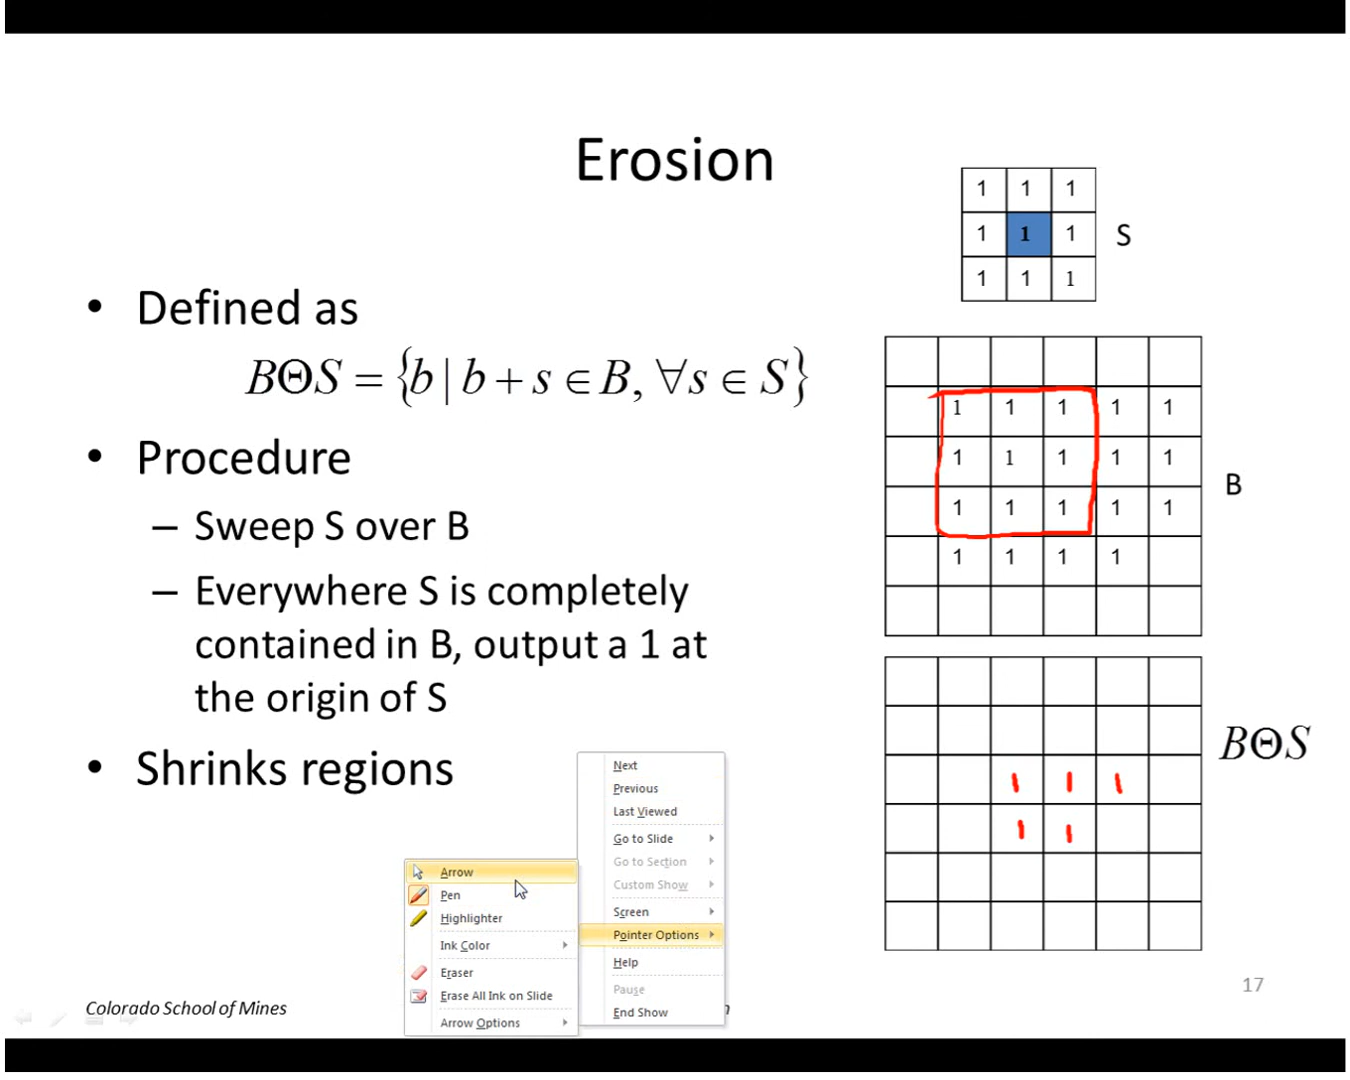 Erosion
1 1 1
1 1 1 S
1 1 1
• Defined as
BΘS = {b | b + s ∈ B, ∀s ∈ S}
• Procedure
– Sweep S over B
– Everywhere S is completely
contained in B, output a 1 at
the origin of S
• Shrinks regions
1 1 1 1 1
1 1 1 1 1
B
1 1 1 1 1
1 1 1 1
BΘS
1 1 1
1 1
Next
Previous
Last Viewed
Go to Slide
Go to Section
Custom Show
Screen
Pointer Options
Help
Pause
End Show
Arrow
Pen
Highlighter
Ink Color
Eraser
Erase All Ink on Slide
Arrow Options
17
Colorado School of Mines